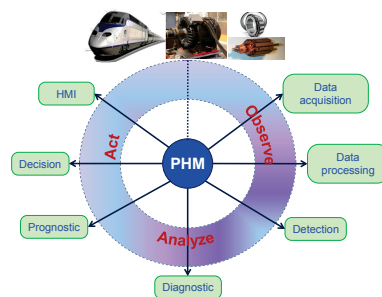 HMI
Data
acquisition
Observe
Act
Decision
PHM
Data
processing
Prognostic
Analyze
Detection
Diagnostic